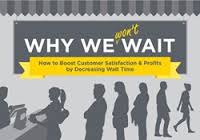 WHY WE won't WAIT
How to Boost Customer Satisfaction & Profits
by Decreasing Wait Time